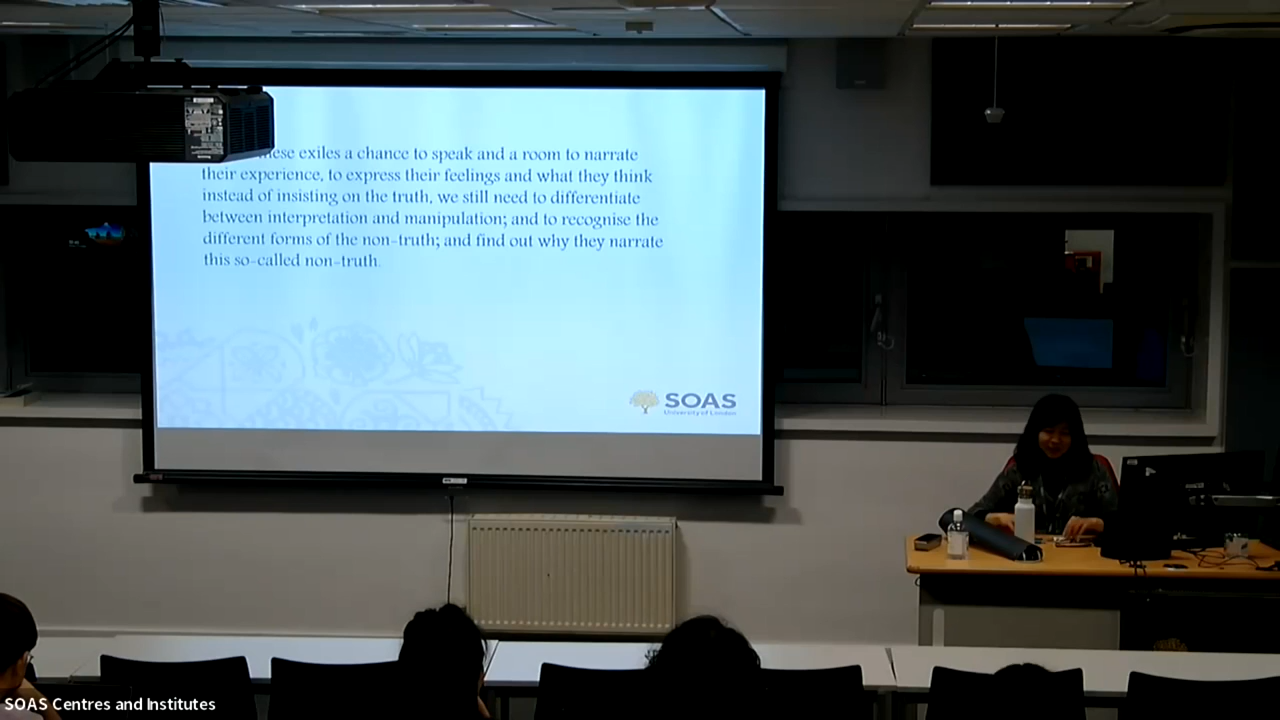 these exiles a chance to speak and a room to narrate
their experience, to express their feelings and what they think
instead of insisting on the truth, we still need to differentiate
between interpretation and manipulation; and to recognise the
different forms of the non-truth; and find out why they narrate
this so-called non-truth.
SOAS
University of London
SOAS Centres and Institutes